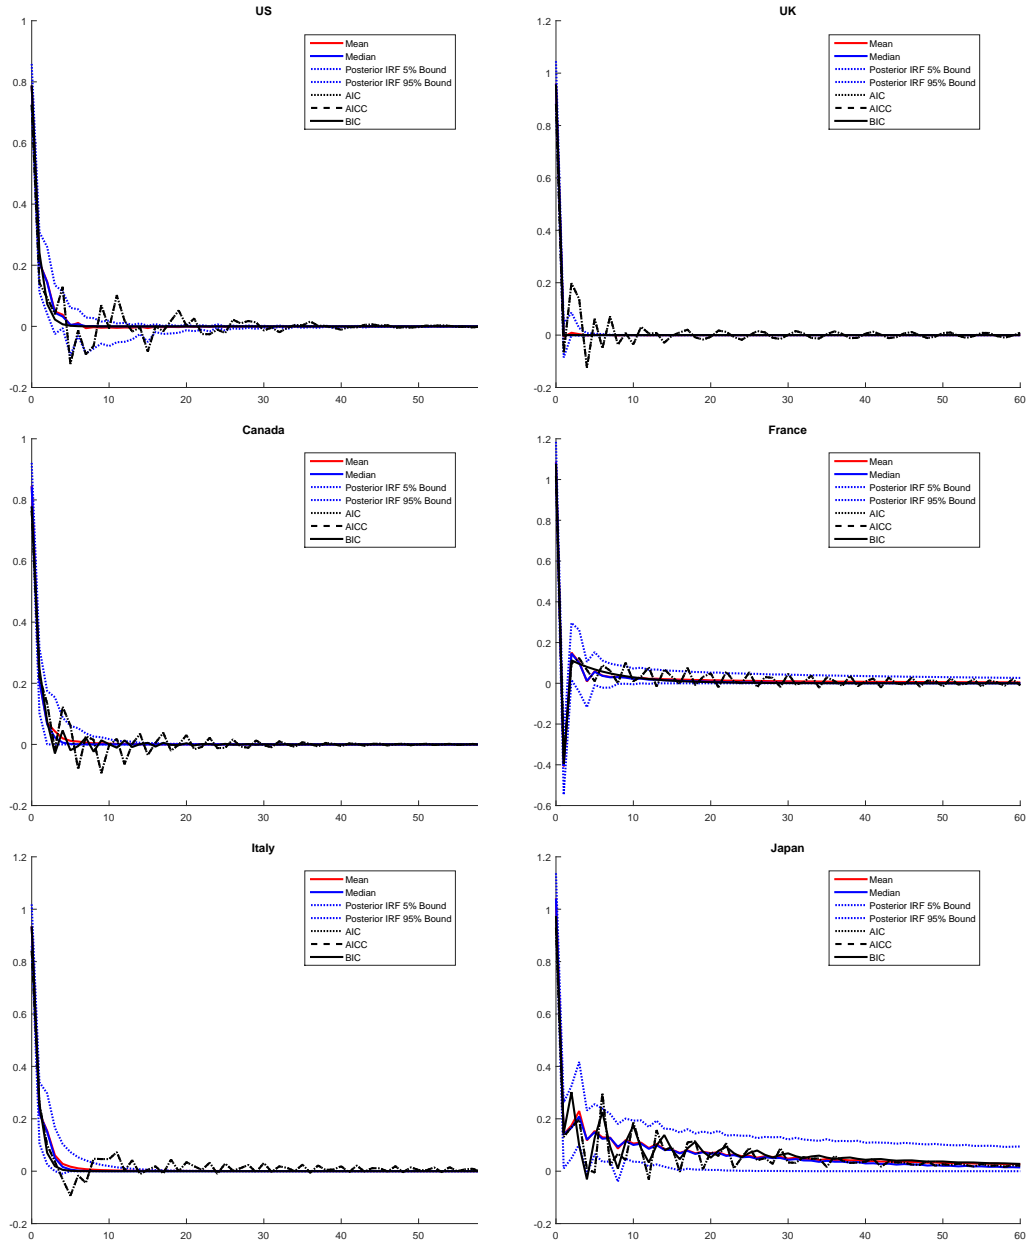 US
1
0.8
0.6
0.4
0.2
0
-0.2
0 10 20 30 40 50
Mean
Median
Posterior IRF 5% Bound
Posterior IRF 95% Bound
AIC
AICC
BIC
UK
1.2
1
0.8
0.6
0.4
0.2
0
-0.2
0 10 20 30 40 50 60
Mean
Median
Posterior IRF 5% Bound
Posterior IRF 95% Bound
AIC
AICC
BIC
Canada
1
0.8
0.6
0.4
0.2
0
-0.2
0 10 20 30 40 50
Mean
Median
Posterior IRF 5% Bound
Posterior IRF 95% Bound
AIC
AICC
BIC
France
1.2
1
0.8
0.6
0.4
0.2
0
-0.2
-0.4
-0.6
0 10 20 30 40 50 60
Mean
Median
Posterior IRF 5% Bound
Posterior IRF 95% Bound
AIC
AICC
BIC
Italy
1.2
1
0.8
0.6
0.4
0.2
0
-0.2
0 10 20 30 40 50
Mean
Median
Posterior IRF 5% Bound
Posterior IRF 95% Bound
AIC
AICC
BIC
Japan
1.2
1
0.8
0.6
0.4
0.2
0
-0.2
0 10 20 30 40 50 60
Mean
Median
Posterior IRF 5% Bound
Posterior IRF 95% Bound
AIC
AICC
BIC